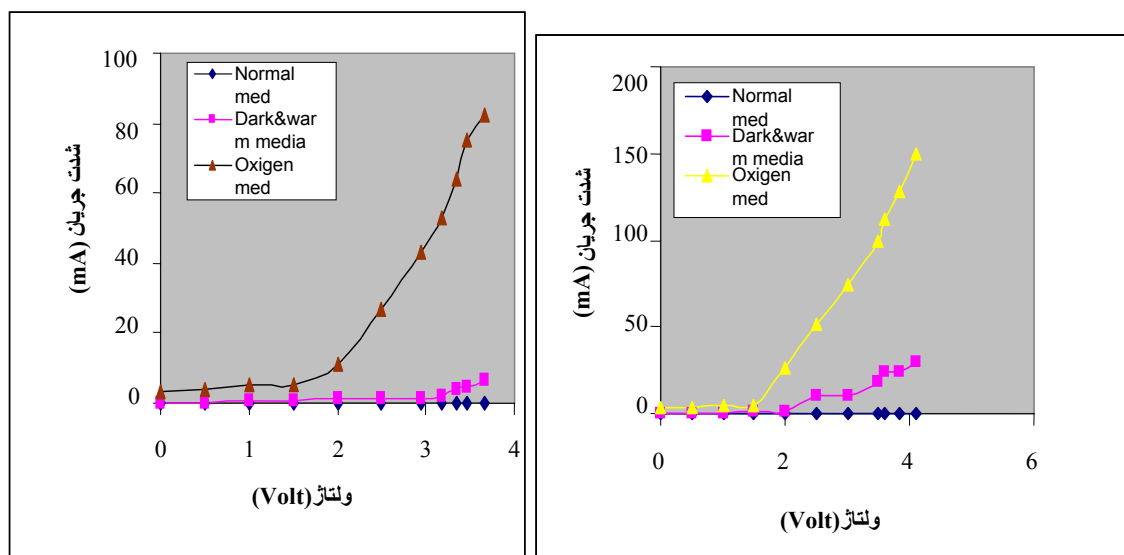 100
80
60
40
20
0
شدت جریان (mA)
Normal
med
Dark&war
m media
Oxigen
med
0 1 2 3 4
ولتاژ(Volt)
200
150
100
50
0
شدت جریان (mA)
Normal
med
Dark&war
m media
Oxigen
med
0 2 4 6
ولتاژ(Volt)